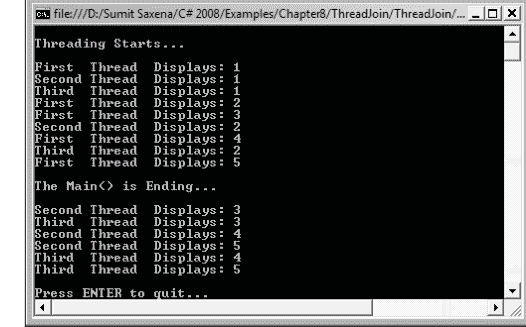 file:///D:/Sumit Saxena/C# 2008/Examples/Chapter8/ThreadJoin/ThreadJoin/...
Threading Starts...
First Thread Displays: 1
Second Thread Displays: 1
Third Thread Displays: 1
First Thread Displays: 2
First Thread Displays: 3
Second Thread Displays: 2
First Thread Displays: 4
Third Thread Displays: 2
First Thread Displays: 5
The Main() is Ending...
Second Thread Displays: 3
Third Thread Displays: 3
Second Thread Displays: 4
Second Thread Displays: 5
Third Thread Displays: 4
Third Thread Displays: 5
Press ENTER to quit...